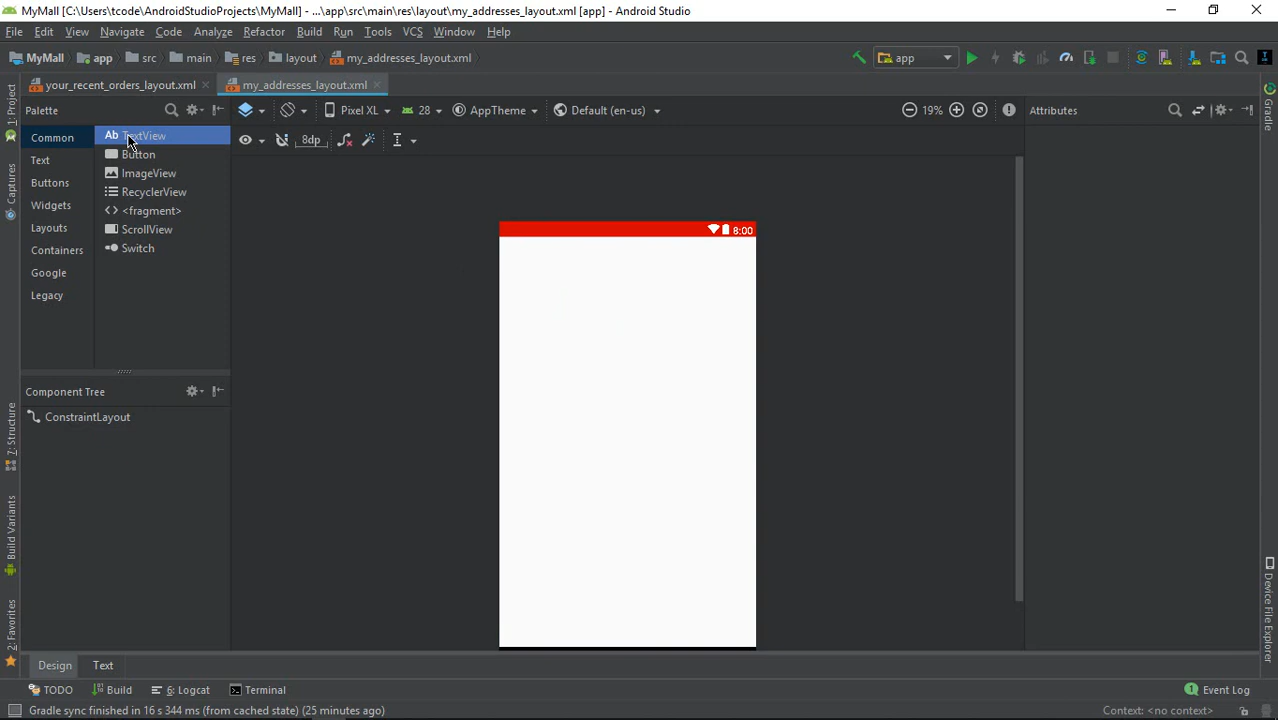 MyMall [C:\Users\tcode\AndroidStudioProjects\MyMall] - ...\app\src\main\res\layout\my_addresses_layout.xml [app] - Android Studio
File Edit View Navigate Code Analyze Refactor Build Run Tools VCS Window Help
MyMall app src main res layout my_addresses_layout.xml app
your_recent_orders_layout.xml my_addresses_layout.xml
Palette Pixel XL 28 AppTheme Default (en-us) 19% Attributes
8dp
Common
Text
Buttons
Widgets
Layouts
Containers
Google
Legacy
Ab TextView
Button
ImageView
RecyclerView
<fragment>
ScrollView
Switch
8:00
Component Tree
ConstraintLayout
1: Project
Captures
7: Structure
Build Variants
2: Favorites
Gradle
Device File Explorer
Design Text
TODO Build 6: Logcat Terminal 1 Event Log
Gradle sync finished in 16 s 344 ms (from cached state) (25 minutes ago) Context: <no context>